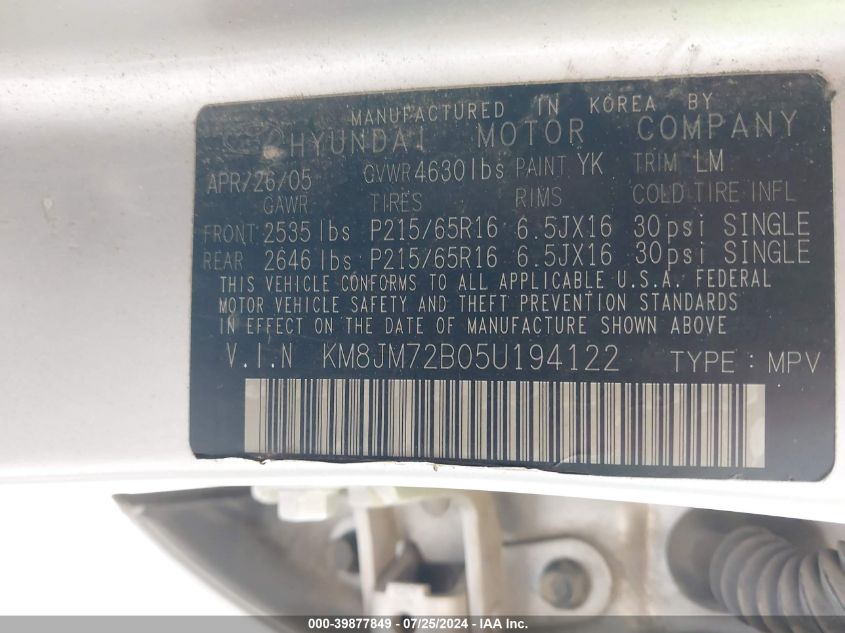 MANUFACTURED IN KOREA BY
HYUNDAI MOTOR COMPANY
APR/26/05 GVWR 4630 lbs PAINT YK TRIM LM
GAWR TIRES RIMS COLD TIRE INFL
FRONT 2535 lbs P215/65R16 6.5JX16 30psi SINGLE
REAR 2646 lbs P215/65R16 6.5JX16 30psi SINGLE
THIS VEHICLE CONFORMS TO ALL APPLICABLE U.S.A. FEDERAL
MOTOR VEHICLE SAFETY AND THEFT PREVENTION STANDARDS
IN EFFECT ON THE DATE OF MANUFACTURE SHOWN ABOVE
V.I.N KM8JM72B05U194122 TYPE : MPV
000-39877849 - 07/25/2024 - IAA Inc.